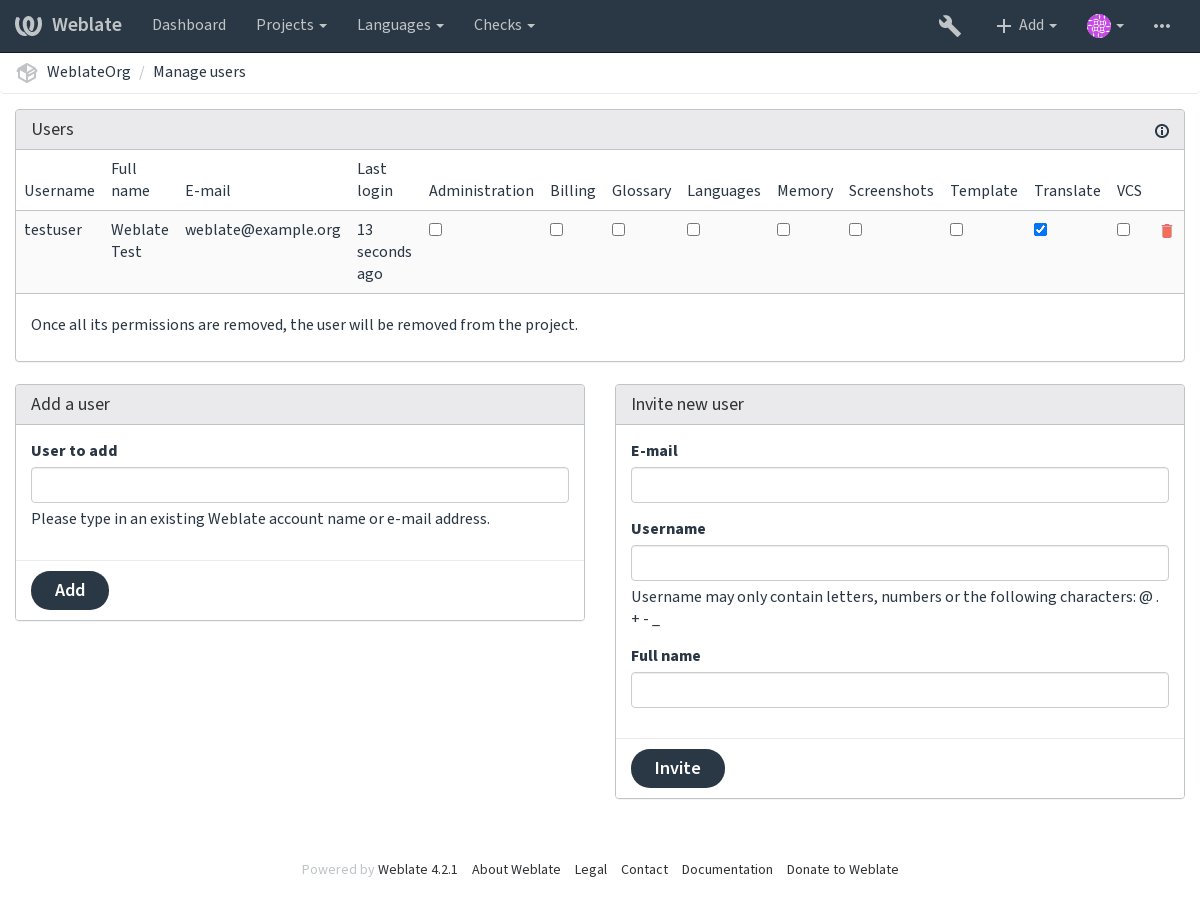 Weblate Dashboard Projects Languages Checks Add
WeblateOrg / Manage users
Users
Username Full name E-mail Last login Administration Billing Glossary Languages Memory Screenshots Template Translate VCS
testuser Weblate Test weblate@example.org 13 seconds ago
Once all its permissions are removed, the user will be removed from the project.
Add a user
User to add
Please type in an existing Weblate account name or e-mail address.
Add
Invite new user
E-mail
Username
Username may only contain letters, numbers or the following characters: @ .
+ - _
Full name
Invite
Powered by Weblate 4.2.1 About Weblate Legal Contact Documentation Donate to Weblate